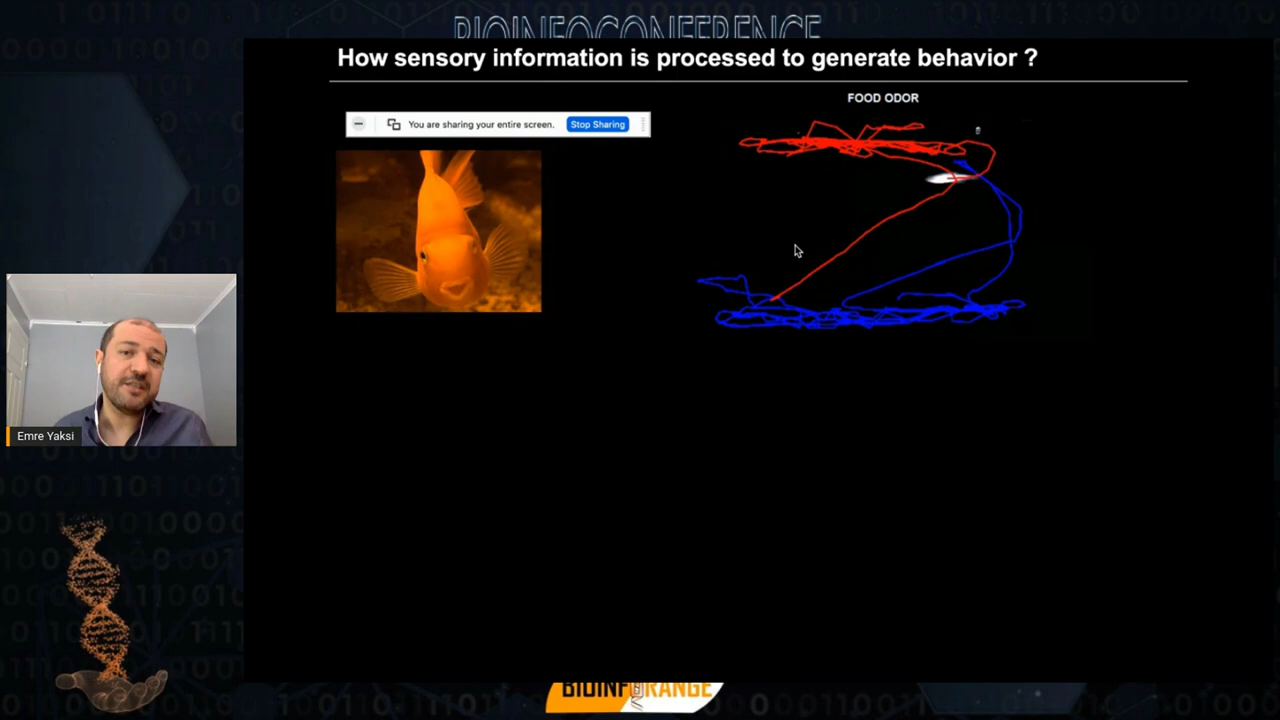 BIOINFOCONFERENCE
How sensory information is processed to generate behavior ?
FOOD ODOR
You are sharing your entire screen.
Stop Sharing
Emre Yaksi